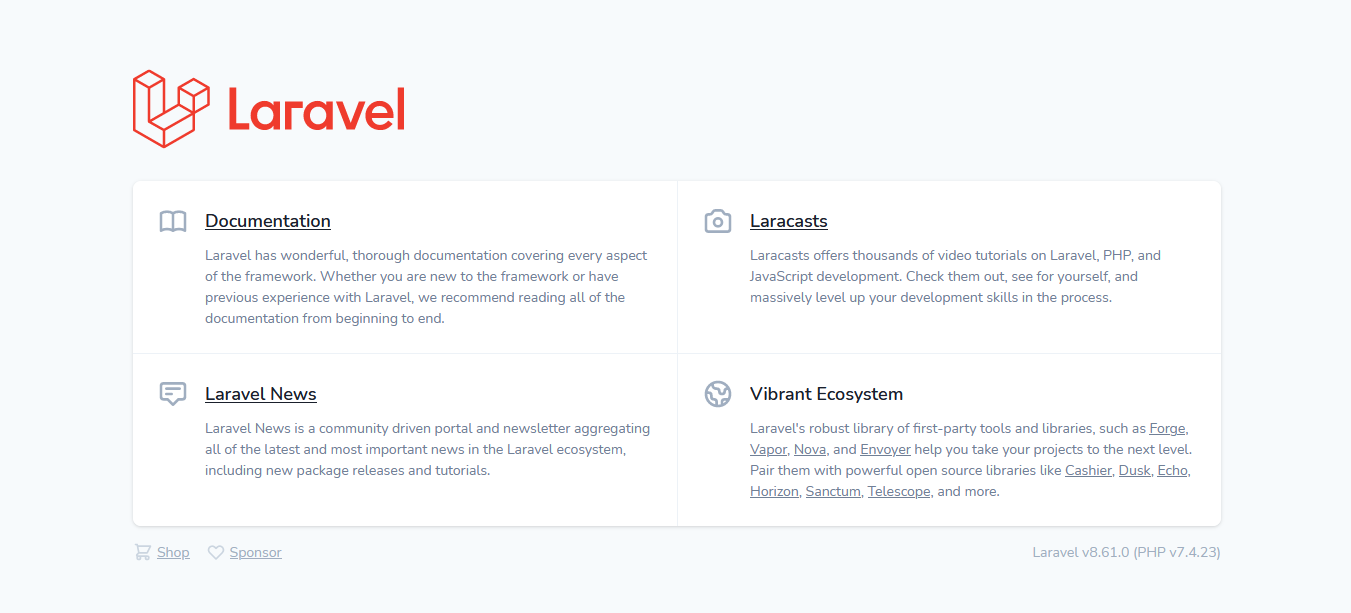 Laravel
Documentation
Laravel has wonderful, thorough documentation covering every aspect
of the framework. Whether you are new to the framework or have
previous experience with Laravel, we recommend reading all of the
documentation from beginning to end.
Laracasts
Laracasts offers thousands of video tutorials on Laravel, PHP, and
JavaScript development. Check them out, see for yourself, and
massively level up your development skills in the process.
Laravel News
Laravel News is a community driven portal and newsletter aggregating
all of the latest and most important news in the Laravel ecosystem,
including new package releases and tutorials.
Vibrant Ecosystem
Laravel's robust library of first-party tools and libraries, such as Forge,
Vapor, Nova, and Envoyer help you take your projects to the next level.
Pair them with powerful open source libraries like Cashier, Dusk, Echo,
Horizon, Sanctum, Telescope, and more.
Shop Sponsor Laravel v8.61.0 (PHP v7.4.23)